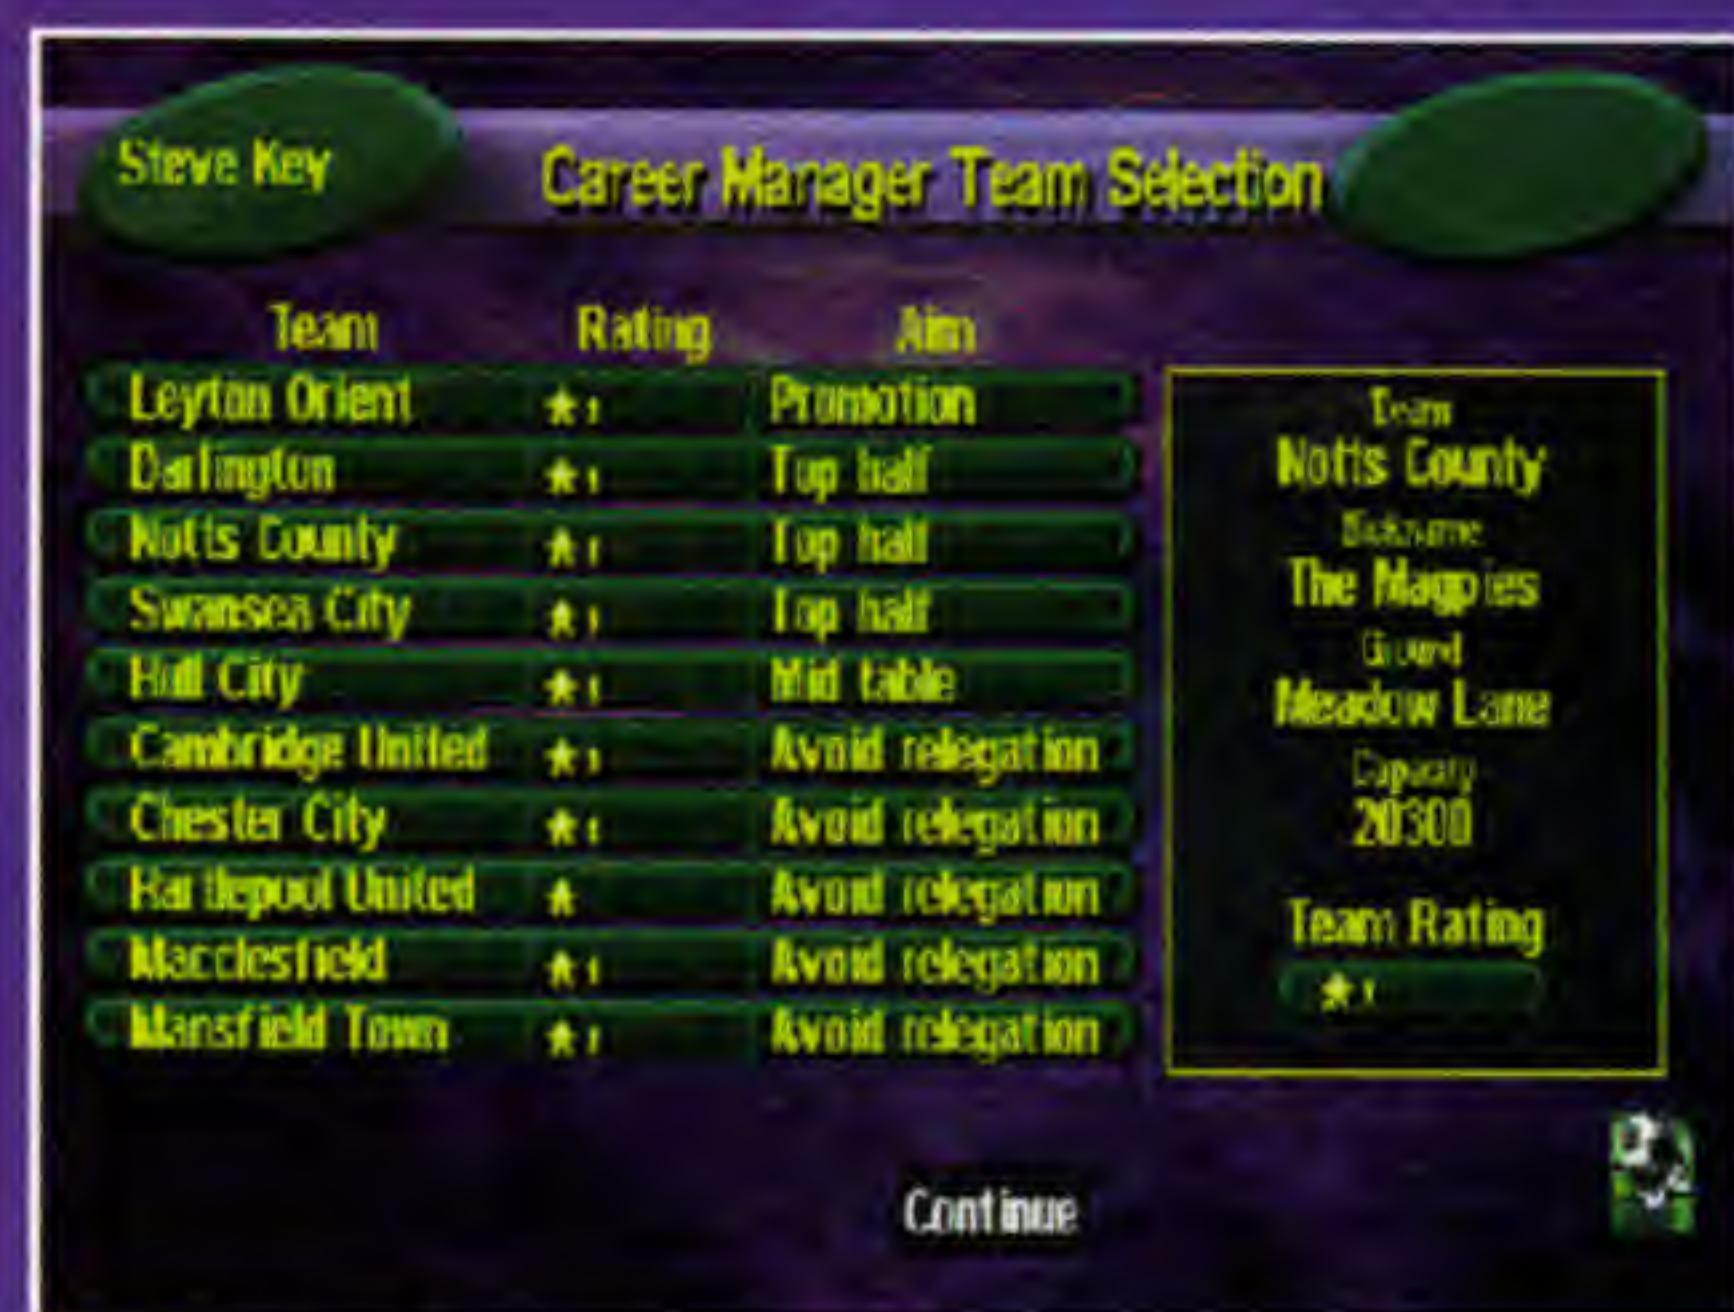 Steve Key
Career Manager Team Selection
Team Rating Aim
Leyton Orient Promotion
Darlington Top half
Notts County Top half
Swansea City Top half
Hull City Mid table
Cambridge United Avoid relegation
Chester City Avoid relegation
Hartlepool United Avoid relegation
Macclesfield Avoid relegation
Mansfield Town Avoid relegation
Team
Notts County
Nickname
The Magpies
Ground
Meadow Lane
Capacity
20300
Team Rating
Continue